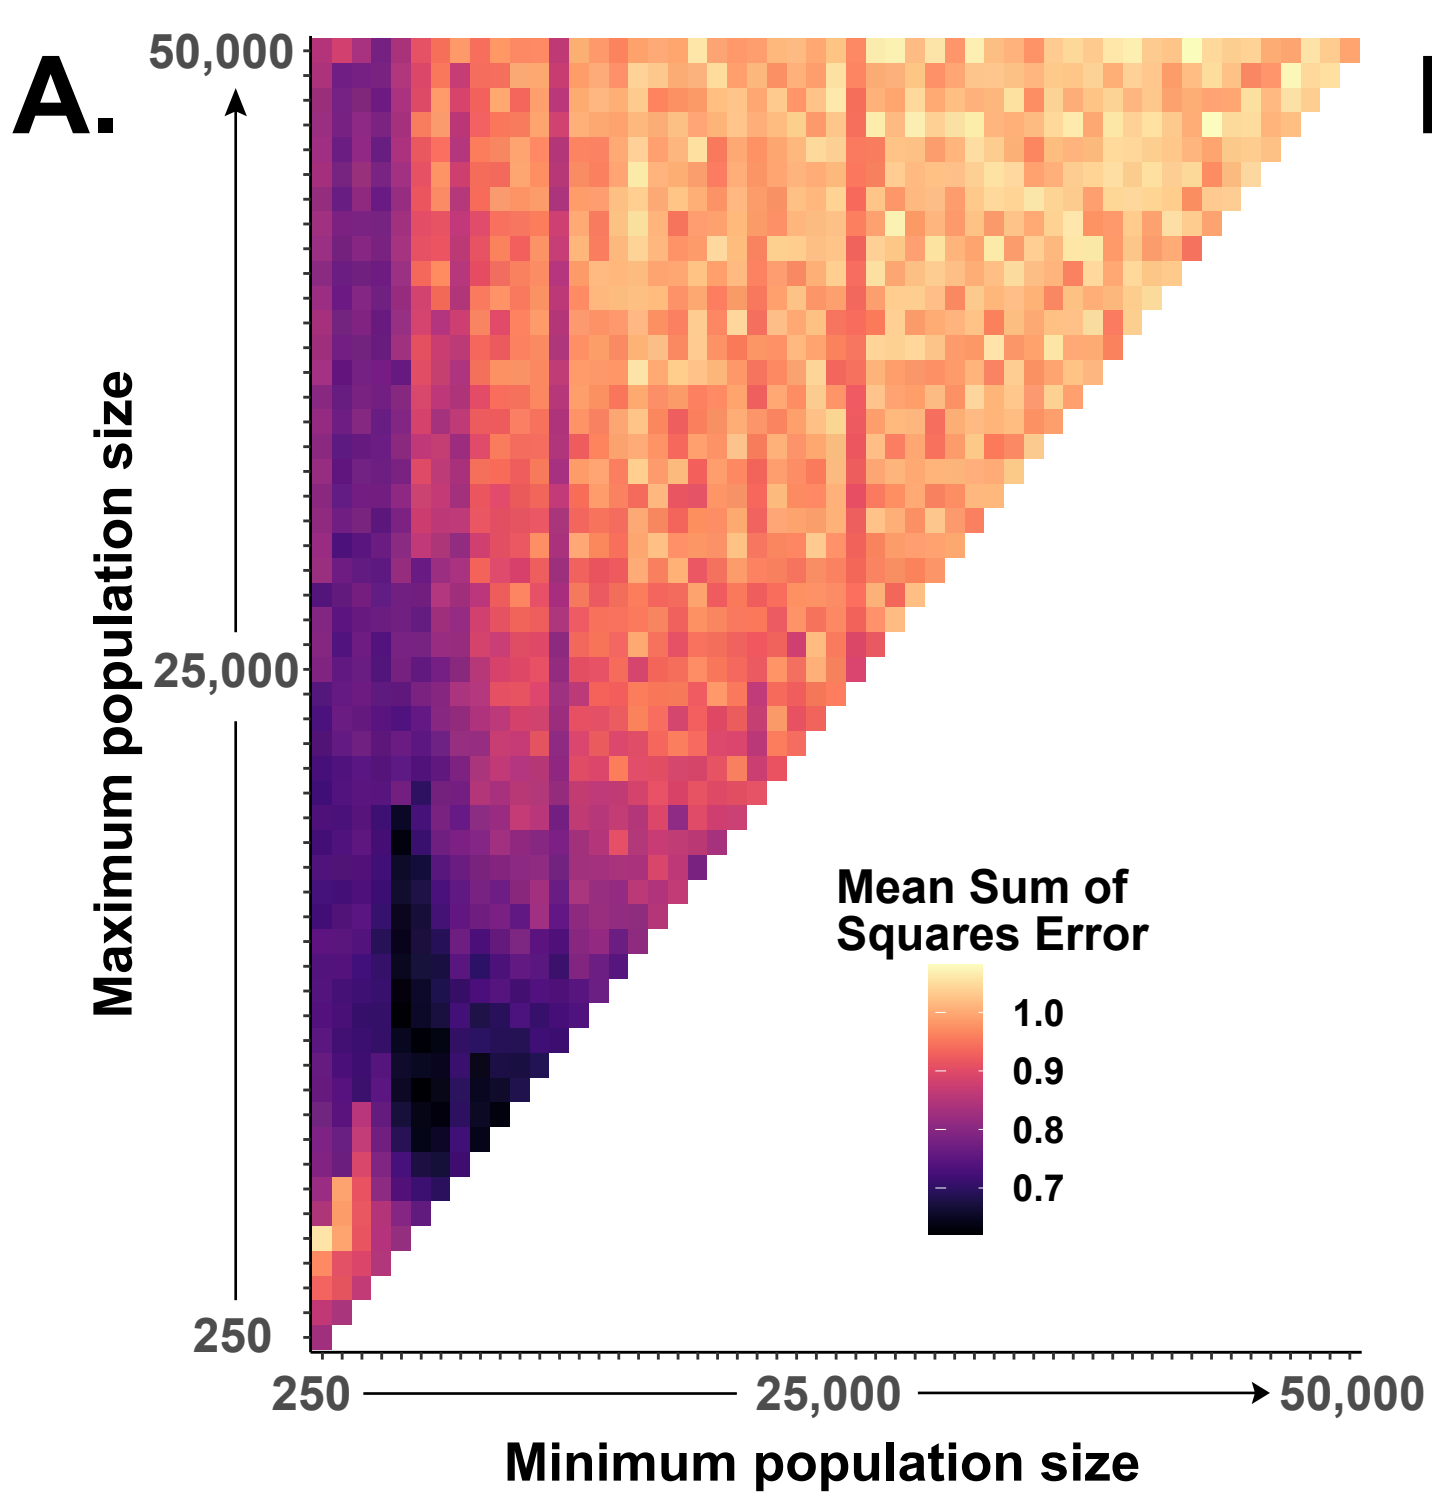 A.
50,000
25,000
250
Maximum population size
Mean Sum of
Squares Error
1.0
0.9
0.8
0.7
250
25,000
50,000
Minimum population size